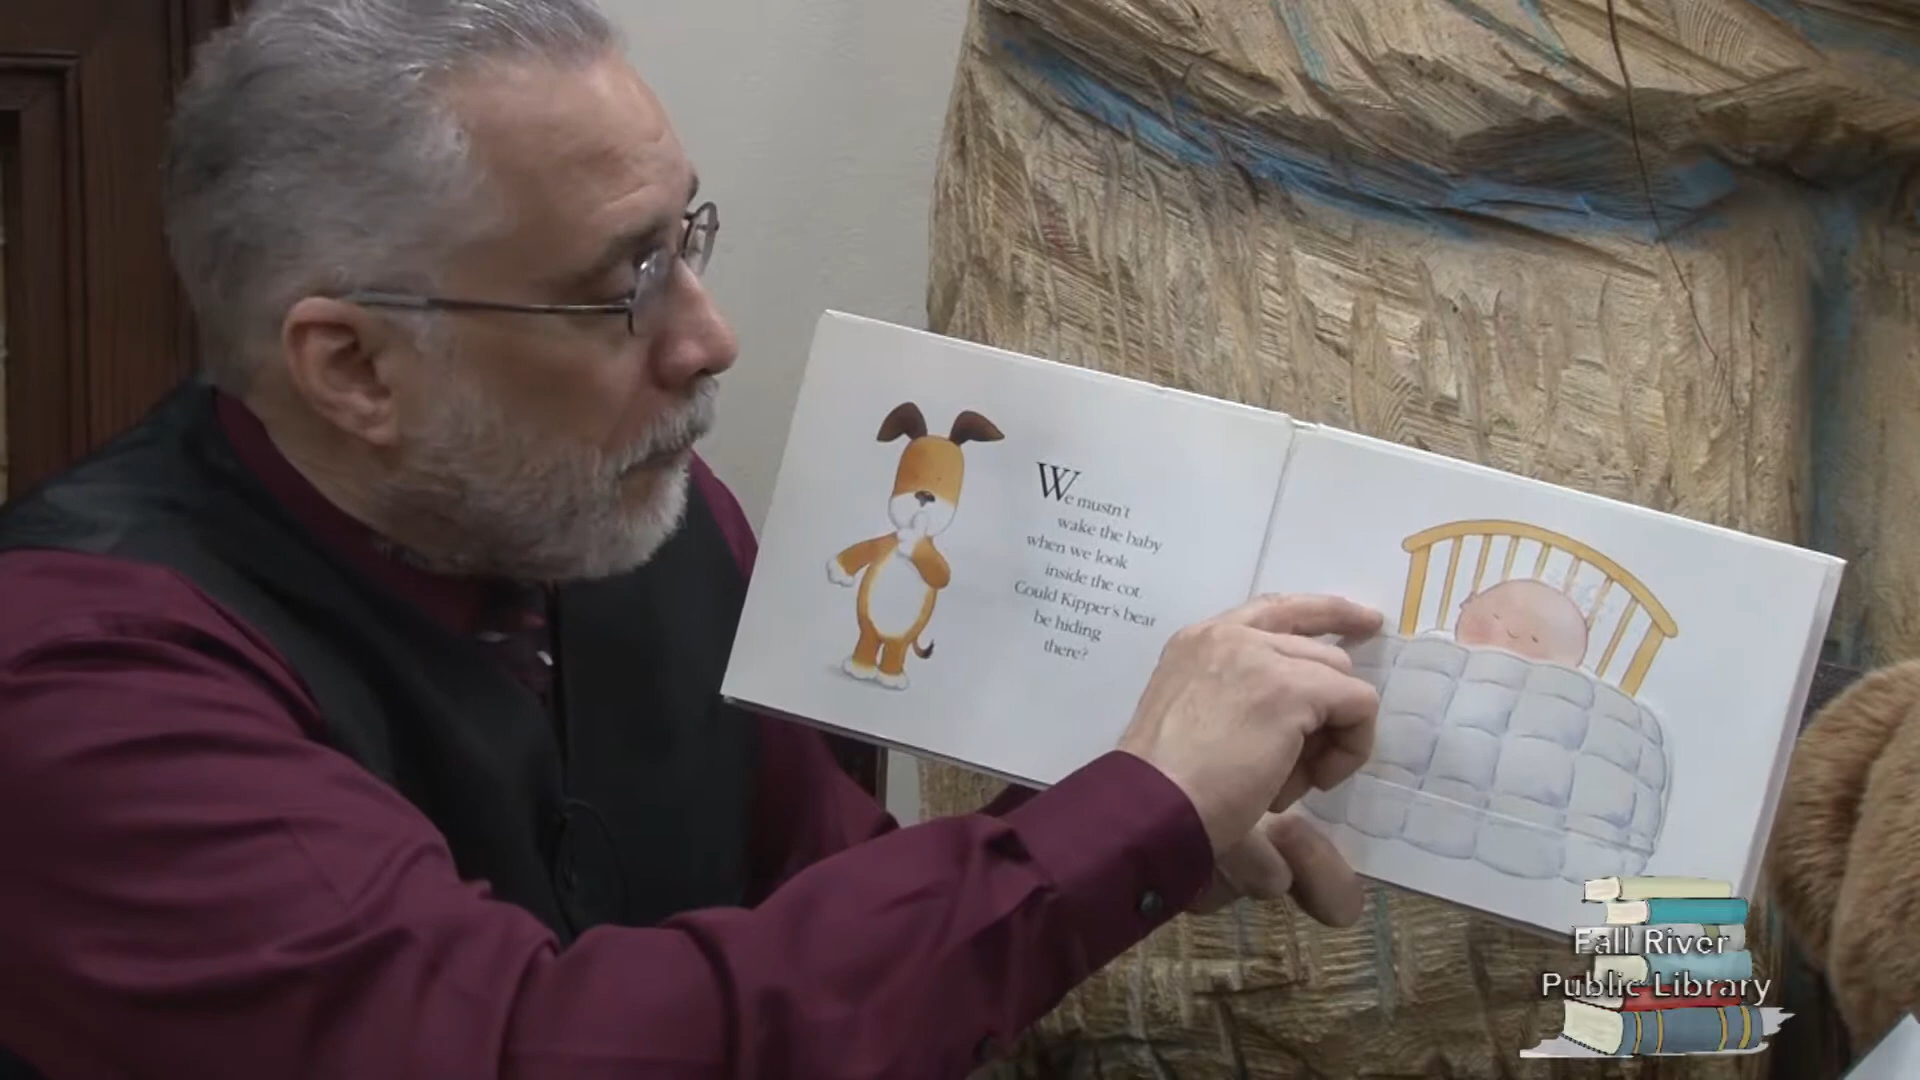 We mustn't
wake the baby
when we look
inside the cot.
Could Kipper's bear
be hiding
there?
Fall River
Public Library